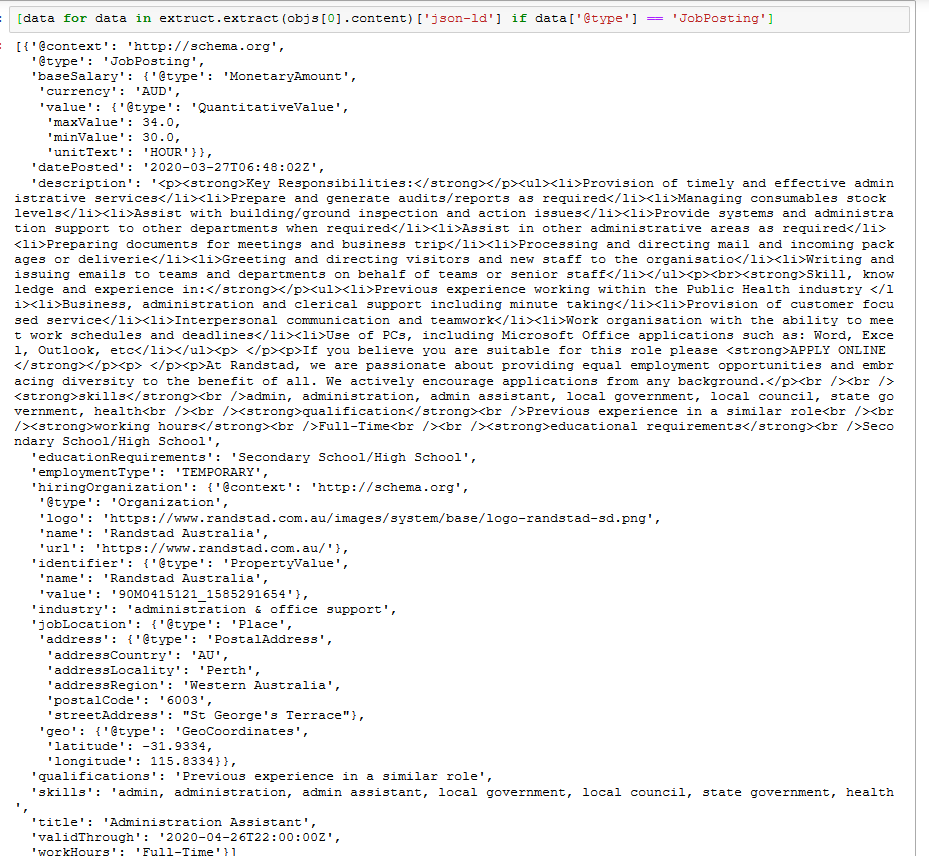 [data for data in extruct.extract(objs[0].content)['json-ld'] if data['@type'] == 'JobPosting']
[{'@context': 'http://schema.org',
'@type': 'JobPosting',
'baseSalary': {'@type': 'MonetaryAmount',
'currency': 'AUD',
'value': {'@type': 'QuantitativeValue',
'maxValue': 34.0,
'minValue': 30.0,
'unitText': 'HOUR'}},
'datePosted': '2020-03-27T06:48:02Z',
'description': '<p><strong>Key Responsibilities:</strong></p><ul><li>Provision of timely and effective admin
istrative services</li><li>Prepare and generate audits/reports as required</li><li>Managing consumables stock
levels</li><li>Assist with building/ground inspection and action issues</li><li>Provide systems and administra
tion support to other departments when required</li><li>Assist in other administrative areas as required</li>
<li>Preparing documents for meetings and business trip</li><li>Processing and directing mail and incoming pack
ages or deliverie</li><li>Greeting and directing visitors and new staff to the organisatio</li><li>Writing and
issuing emails to teams and departments on behalf of teams or senior staff</li></ul><p><br><strong>Skill, know
ledge and experience in:</strong></p><ul><li>Previous experience working within the Public Health industry </l
i><li>Business, administration and clerical support including minute taking</li><li>Provision of customer focu
sed service</li><li>Interpersonal communication and teamwork</li><li>Work organisation with the ability to mee
t work schedules and deadlines</li><li>Use of PCs, including Microsoft Office applications such as: Word, Exce
l, Outlook, etc</li></ul><p> </p><p>If you believe you are suitable for this role please <strong>APPLY ONLINE
</strong></p><p> </p><p>At Randstad, we are passionate about providing equal employment opportunities and embr
acing diversity to the benefit of all. We actively encourage applications from any background.</p><br /><br />
<strong>skills</strong><br />admin, administration, admin assistant, local government, local council, state go
vernment, health<br /><br /><strong>qualification</strong><br />Previous experience in a similar role<br /><br
/><strong>working hours</strong><br />Full-Time<br /><br /><strong>educational requirements</strong><br />Seco
ndary School/High School',
'educationRequirements': 'Secondary School/High School',
'employmentType': 'TEMPORARY',
'hiringOrganization': {'@context': 'http://schema.org',
'@type': 'Organization',
'logo': 'https://www.randstad.com.au/images/system/base/logo-randstad-sd.png',
'name': 'Randstad Australia',
'url': 'https://www.randstad.com.au/'},
'identifier': {'@type': 'PropertyValue',
'name': 'Randstad Australia',
'value': '90M0415121_1585291654'},
'industry': 'administration & office support',
'jobLocation': {'@type': 'Place',
'address': {'@type': 'PostalAddress',
'addressCountry': 'AU',
'addressLocality': 'Perth',
'addressRegion': 'Western Australia',
'postalCode': '6003',
'streetAddress': "St George's Terrace"},
'geo': {'@type': 'GeoCoordinates',
'latitude': -31.9334,
'longitude': 115.8334}},
'qualifications': 'Previous experience in a similar role',
'skills': 'admin, administration, admin assistant, local government, local council, state government, health
',
'title': 'Administration Assistant',
'validThrough': '2020-04-26T22:00:00Z',
'workHours': 'Full-Time'}]